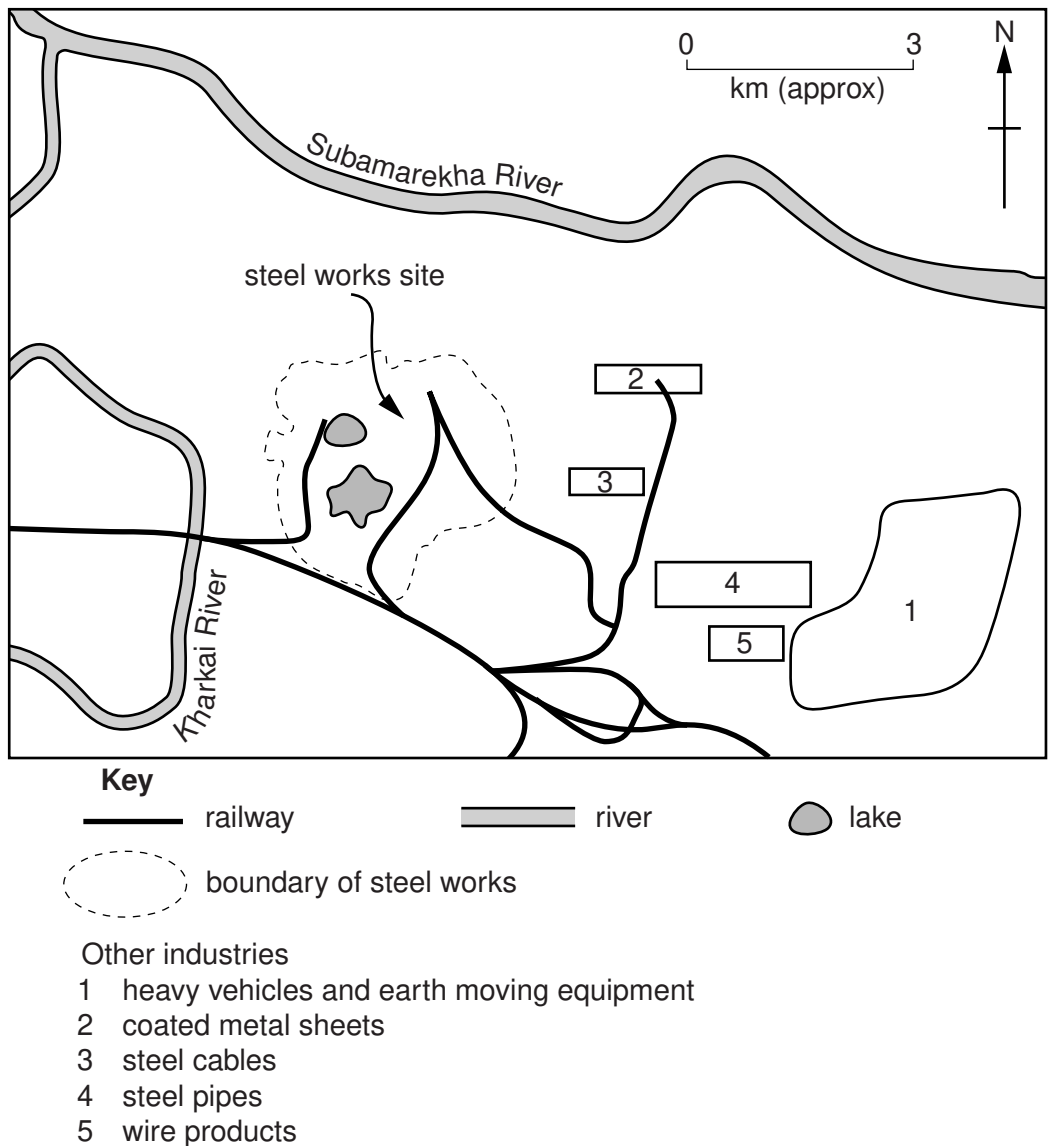 0 3
km (approx)
N
Subamarekha River
steel works site
2
3
4
1
5
Kharkai River
Key
railway
river
lake
boundary of steel works
Other industries
1 heavy vehicles and earth moving equipment
2 coated metal sheets
3 steel cables
4 steel pipes
5 wire products